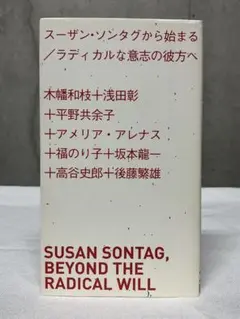 スーザン・ソンタグから始まる
／ラディカルな意志の彼方へ
木幡和枝＋浅田彰
＋平野共余子
＋アメリア・アレナス
＋福のり子＋坂本龍一
＋高谷史郎＋後藤繁雄
SUSAN SONTAG,
BEYOND THE
RADICAL WILL